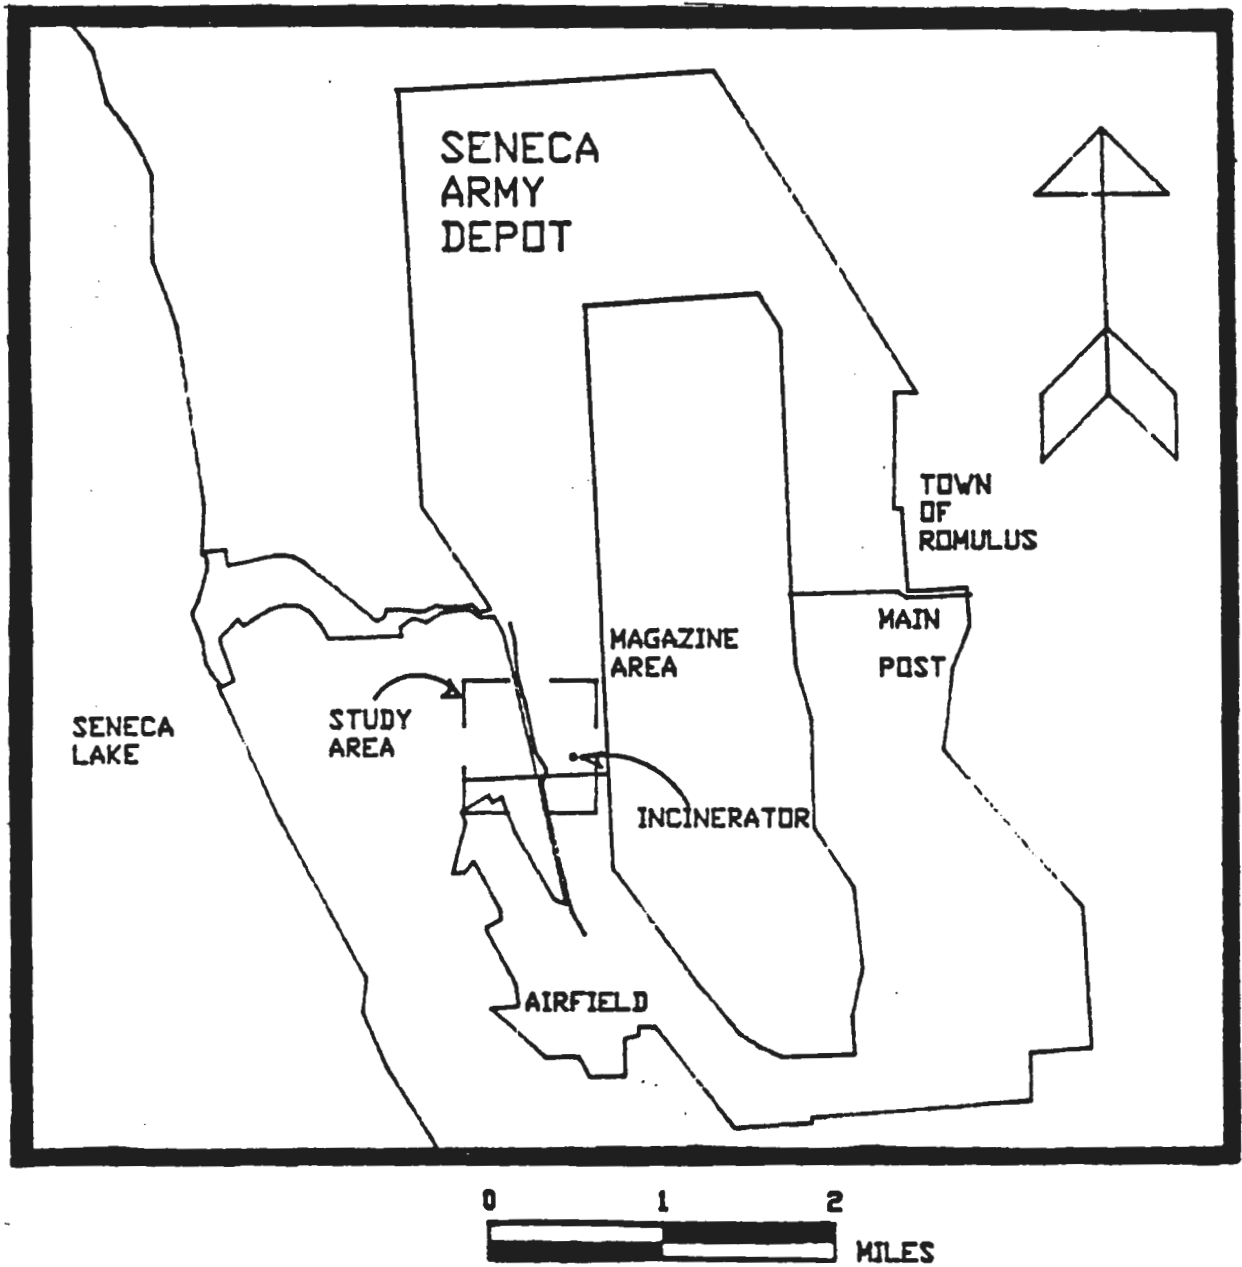 SENECA
ARMY
DEPOT
TOWN
OF
ROMULUS
MAIN
POST
MAGAZINE
AREA
STUDY
AREA
SENECA
LAKE
INCINERATOR
AIRFIELD
0 1 2
MILES